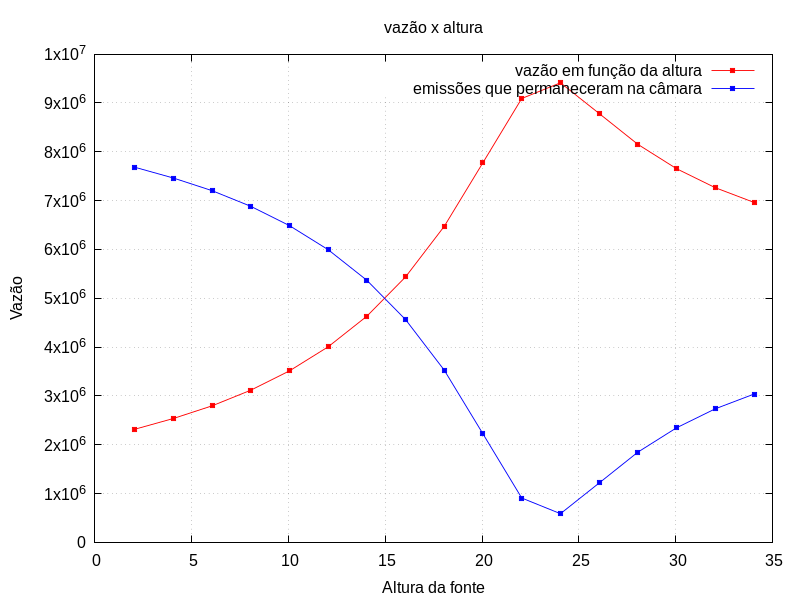 vazão x altura
vazão em função da altura
emissões que permaneceram na câmara
1x10⁷
9x10⁶
8x10⁶
7x10⁶
6x10⁶
5x10⁶
4x10⁶
3x10⁶
2x10⁶
1x10⁶
0
Vazão
0 5 10 15 20 25 30 35
Altura da fonte